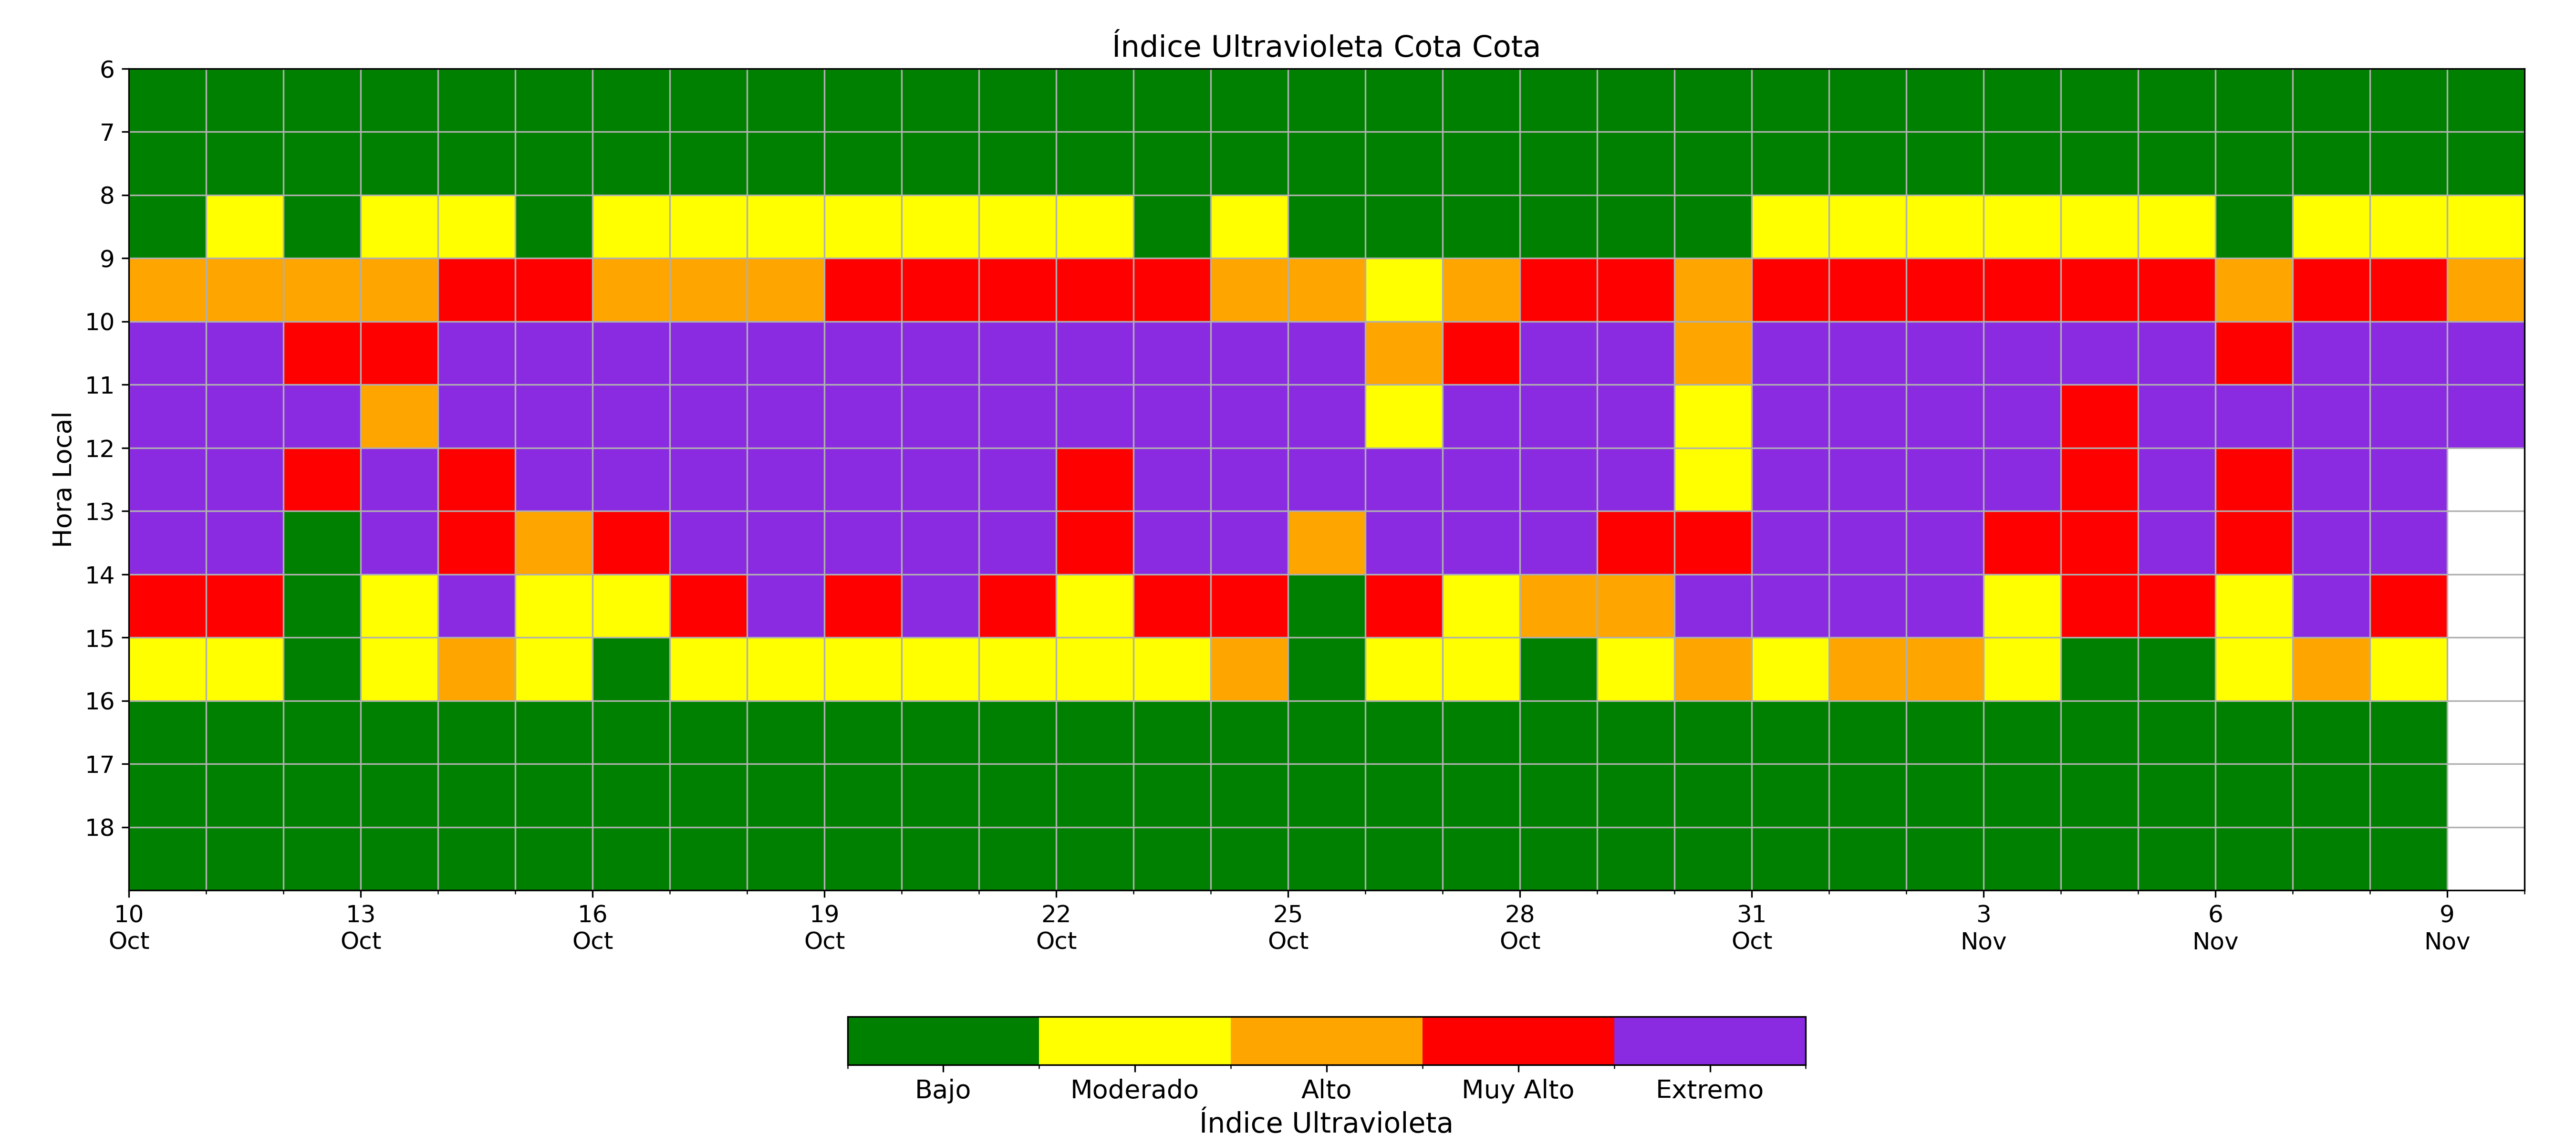 Índice Ultravioleta Cota Cota
Hora Local
6
7
8
9
10
11
12
13
14
15
16
17
18
10 13 16 19 22 25 28 31 3 6 9
Oct Oct Oct Oct Oct Oct Oct Oct Nov Nov Nov
Bajo Moderado Alto Muy Alto Extremo
Índice Ultravioleta